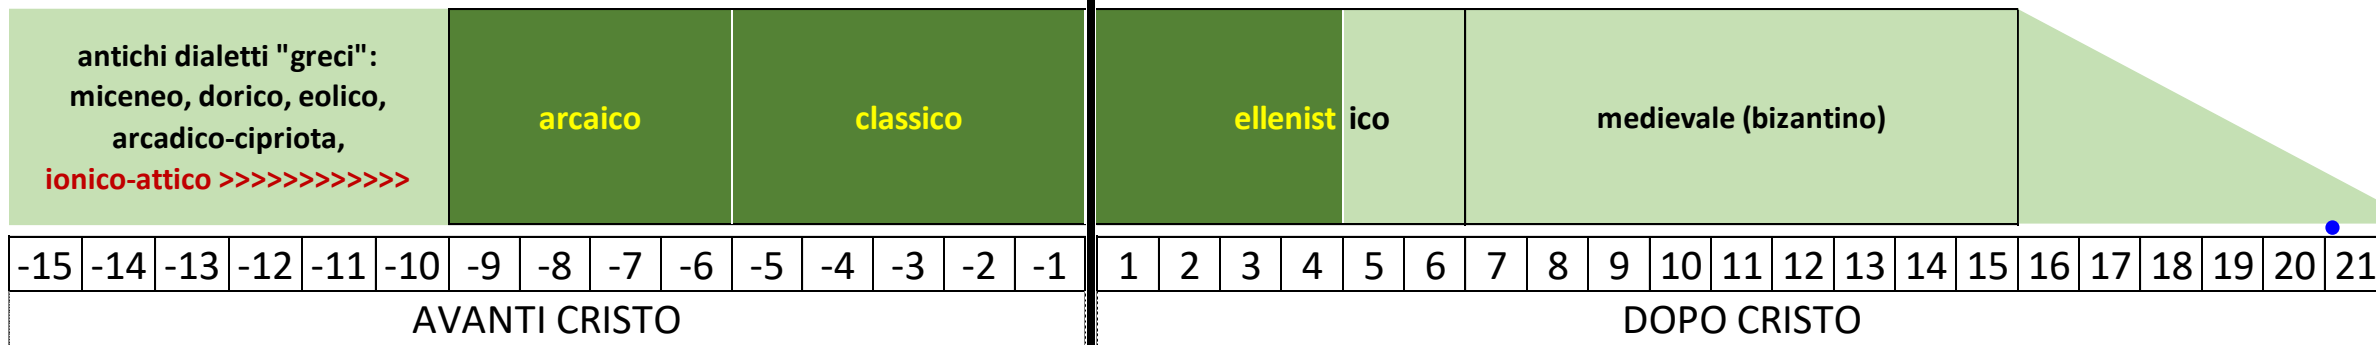 antichi dialetti "greci":
miceneo, dorico, eolico,
arcadico-cipriota,
ionico-attico >>>>>>>>>>>>
arcaico
classico
ellenist ico
medievale (bizantino)
-15 -14 -13 -12 -11 -10 -9 -8 -7 -6 -5 -4 -3 -2 -1 1 2 3 4 5 6 7 8 9 10 11 12 13 14 15 16 17 18 19 20 21
AVANTI CRISTO
DOPO CRISTO